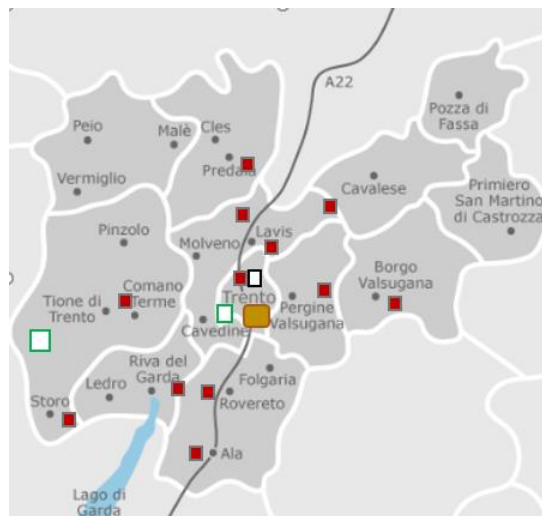 A22
Pozza di
Fassa
Peio
Malè
Cles
Predaia
Vermiglio
Cavalese
Primiero
San Martino
di Castrozza
Pinzolo
Molveno
Lavis
Comano
Terme
Tione di
Trento
Trento
Borgo
Valsugana
Pergine
Valsugana
Cavedine
Riva del
Garda
Folgaria
Ledro
Rovereto
Storo
Ala
Lago di
Garda